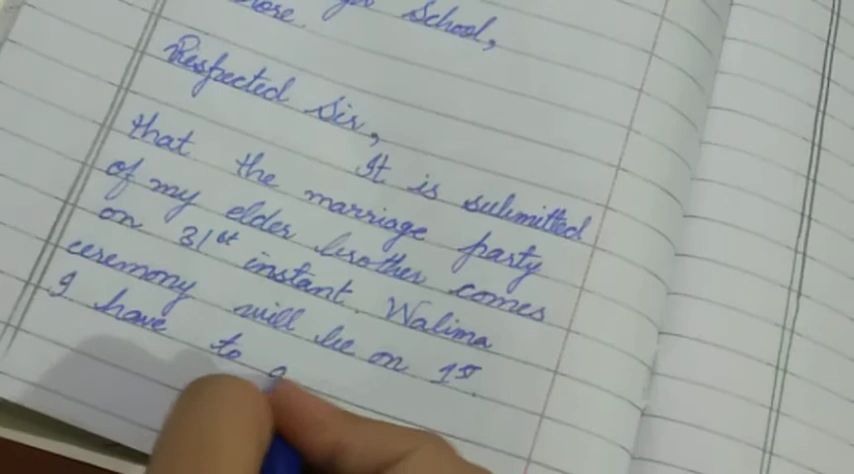 School,
Respected Sir,
It is submitted
that the marriage party
of my elder brother comes
on 31st instant. Walima
ceremony will be on 1st.
I have to